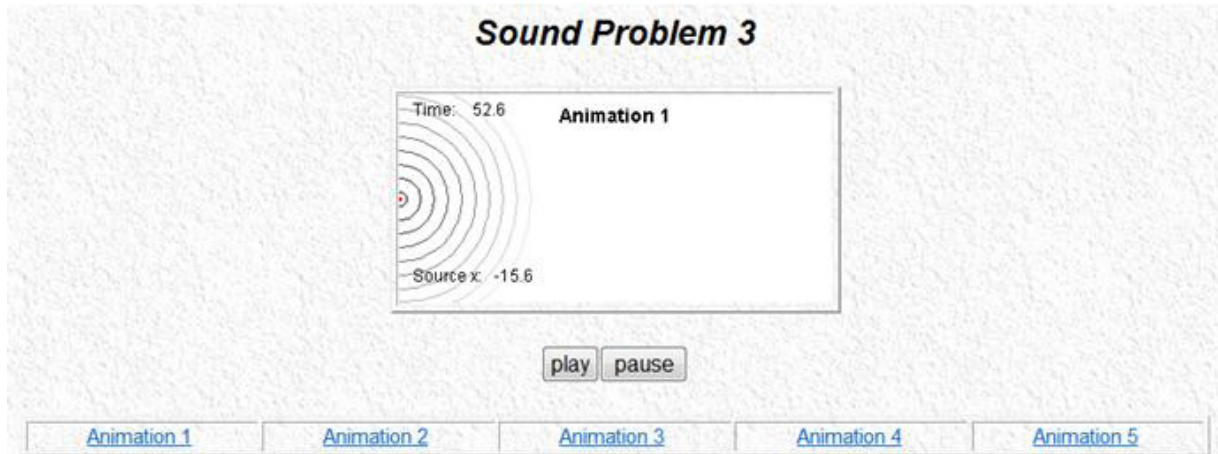 Sound Problem 3
Time: 52.6
Animation 1
Source x: -15.6
play pause
Animation 1 Animation 2 Animation 3 Animation 4 Animation 5